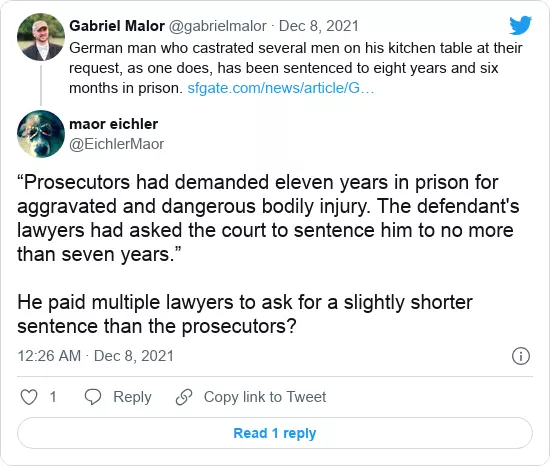 Gabriel Malor @gabrielmalor · Dec 8, 2021
German man who castrated several men on his kitchen table at their
request, as one does, has been sentenced to eight years and six
months in prison. sfgate.com/news/article/G…
maor eichler
@EichlerMaor
“Prosecutors had demanded eleven years in prison for
aggravated and dangerous bodily injury. The defendant's
lawyers had asked the court to sentence him to no more
than seven years.”
He paid multiple lawyers to ask for a slightly shorter
sentence than the prosecutors?
12:26 AM · Dec 8, 2021
1 Reply Copy link to Tweet
Read 1 reply